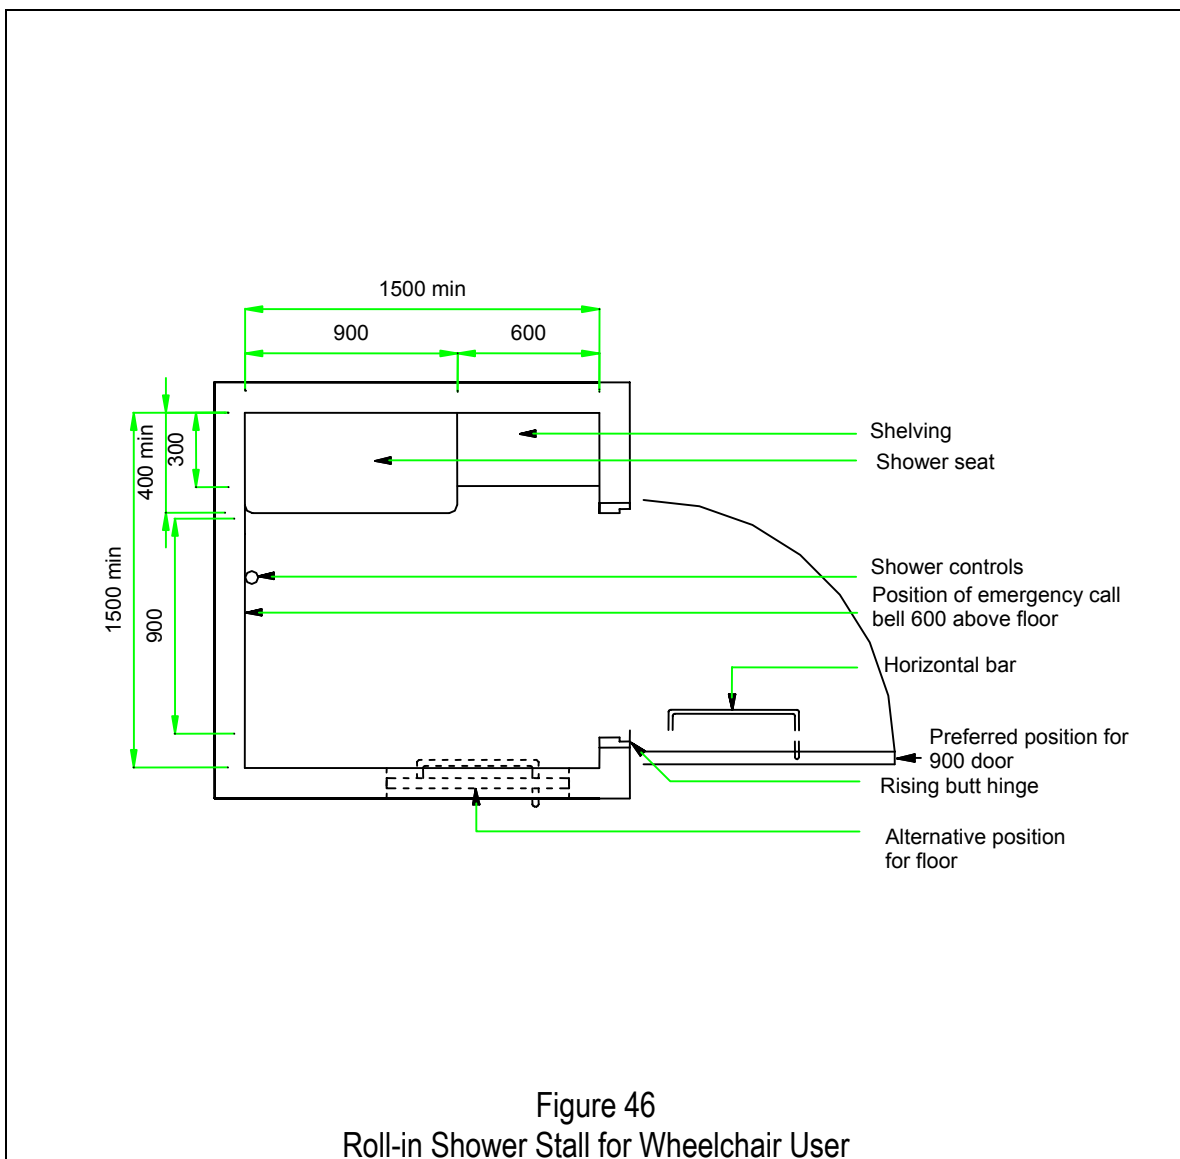 1500 min
900
600
400 min
300
1500 min
900
Shelving
Shower seat
Shower controls
Position of emergency call
bell 600 above floor
Horizontal bar
Preferred position for
900 door
Rising butt hinge
Alternative position
for floor
Figure 46
Roll-in Shower Stall for Wheelchair User